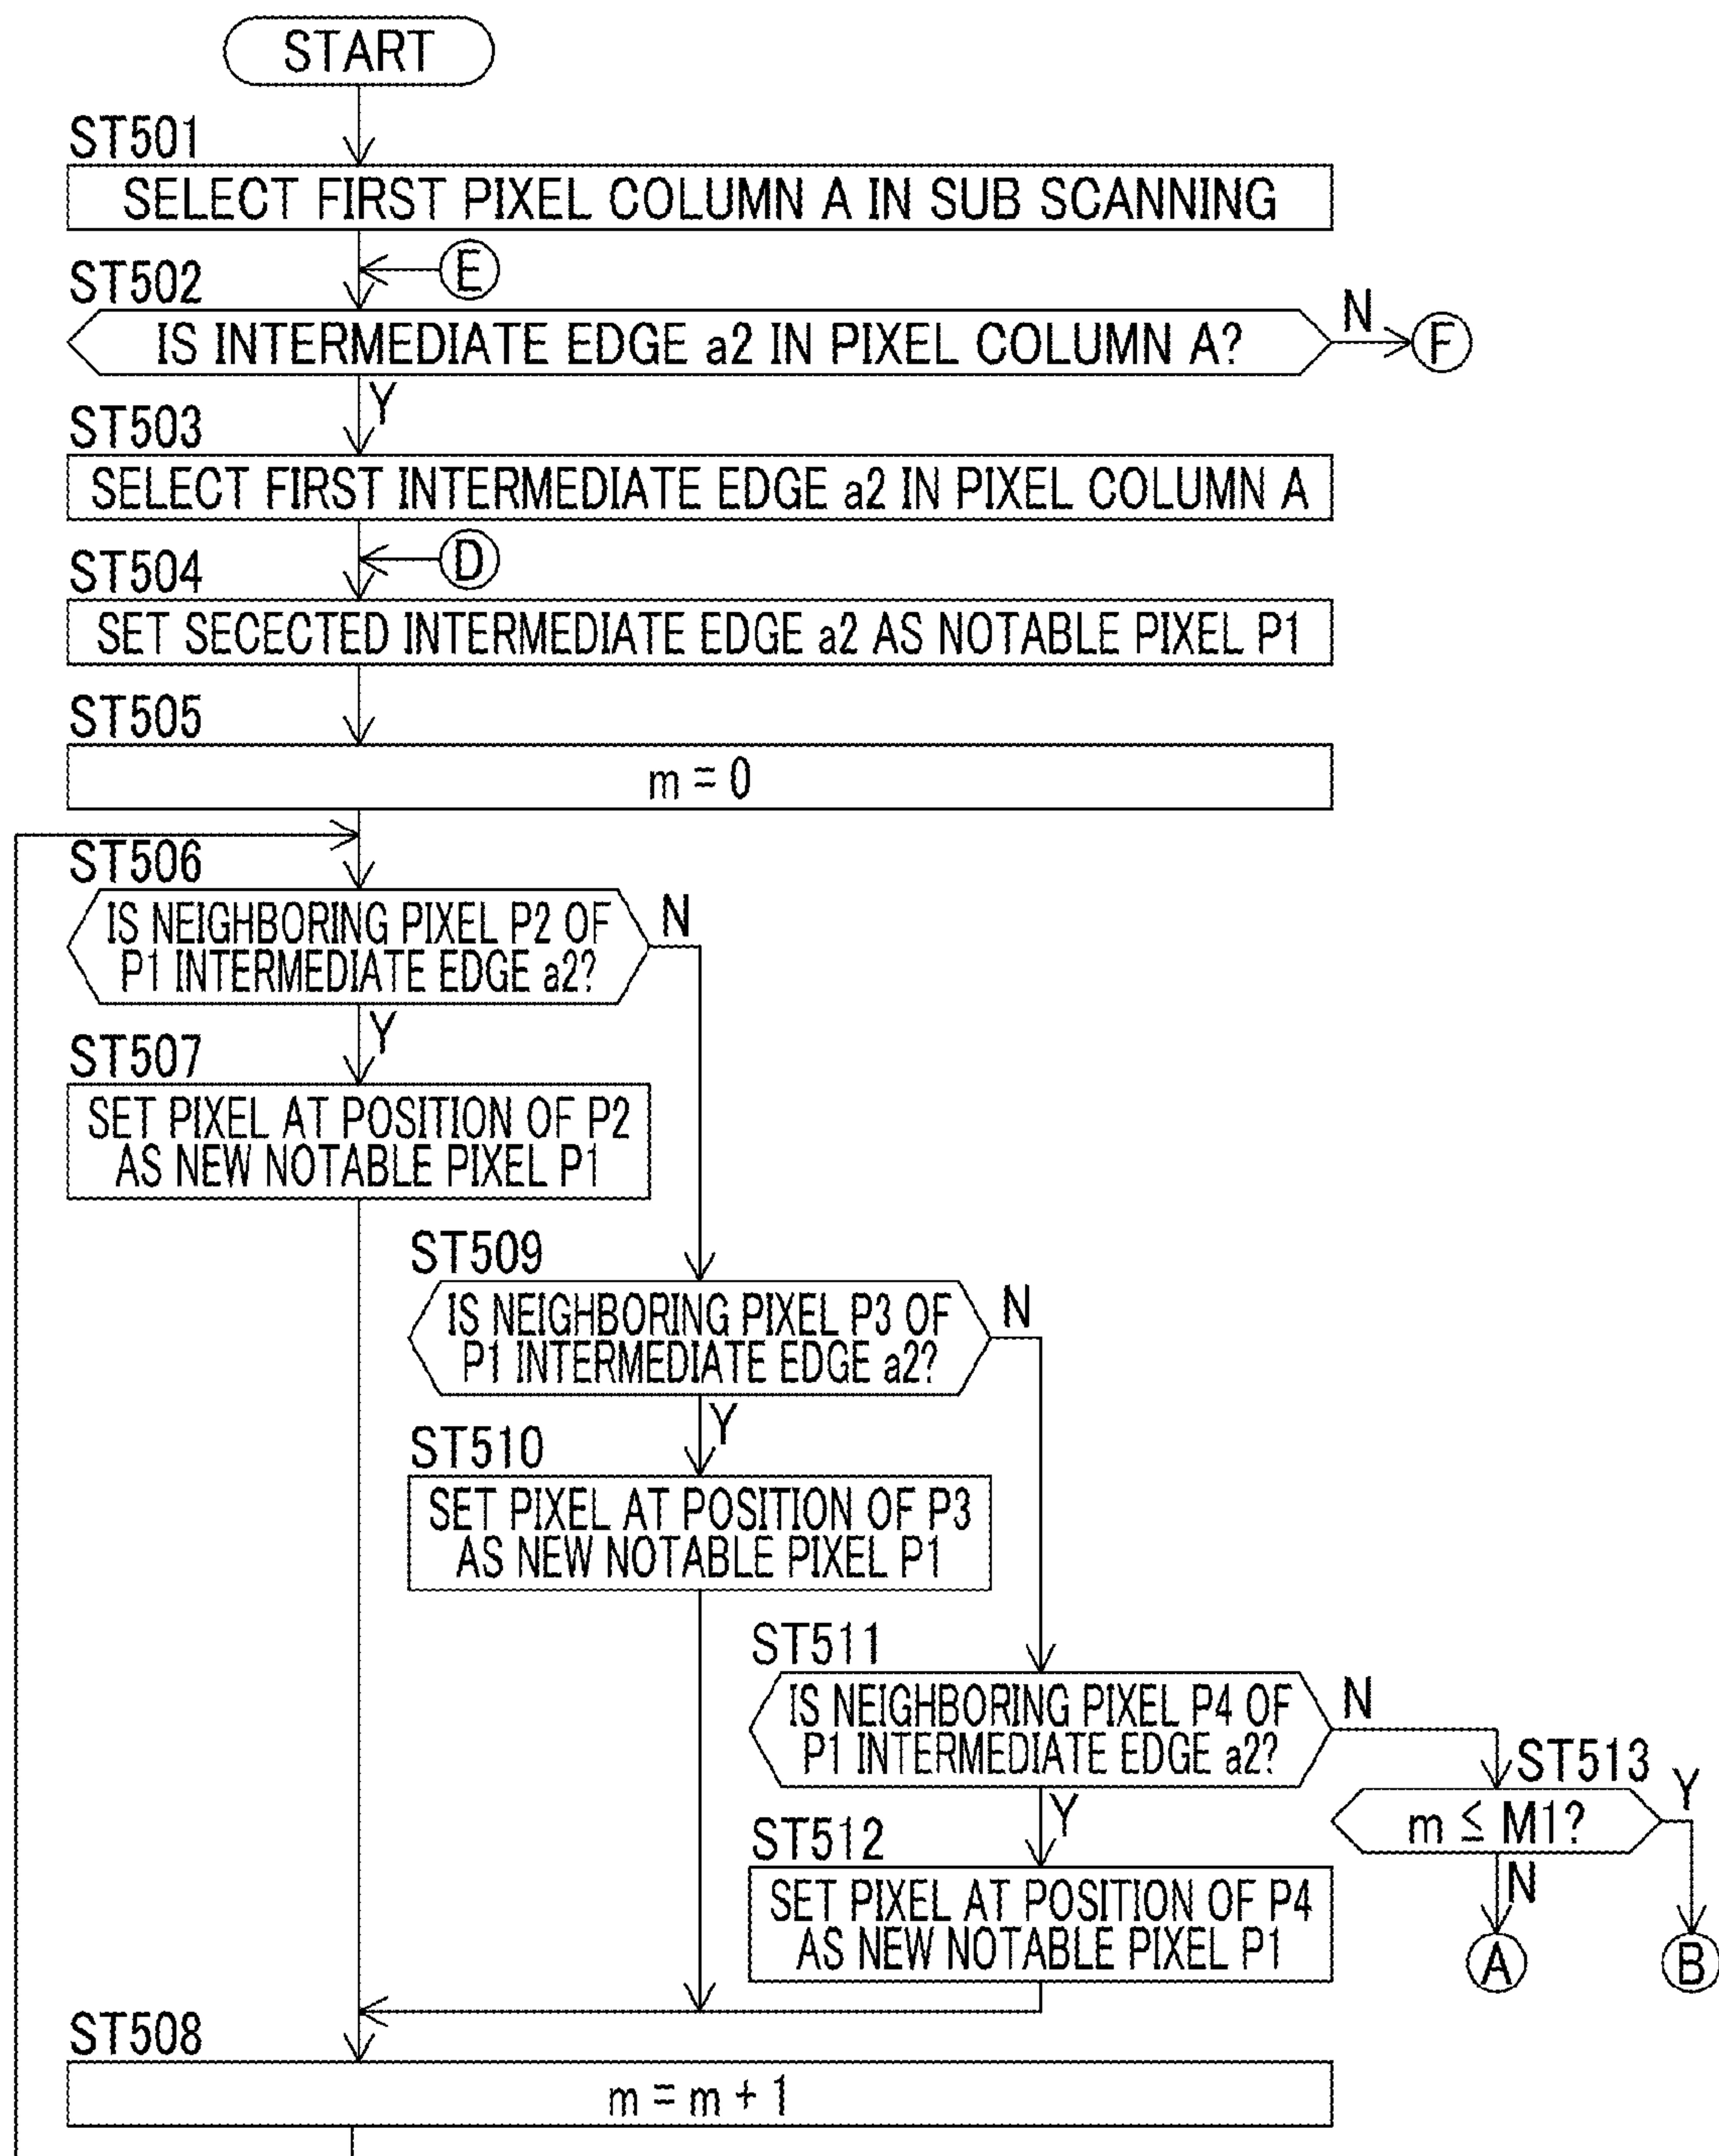 START
ST501
SELECT FIRST PIXEL COLUMN A IN SUB SCANNING
E
ST502
IS INTERMEDIATE EDGE a2 IN PIXEL COLUMN A?
N
F
Y
ST503
SELECT FIRST INTERMEDIATE EDGE a2 IN PIXEL COLUMN A
D
ST504
SET SECECTED INTERMEDIATE EDGE a2 AS NOTABLE PIXEL P1
ST505
m = 0
ST506
IS NEIGHBORING PIXEL P2 OF
P1 INTERMEDIATE EDGE a2?
N
Y
ST507
SET PIXEL AT POSITION OF P2
AS NEW NOTABLE PIXEL P1
ST509
IS NEIGHBORING PIXEL P3 OF
P1 INTERMEDIATE EDGE a2?
N
Y
ST510
SET PIXEL AT POSITION OF P3
AS NEW NOTABLE PIXEL P1
ST511
IS NEIGHBORING PIXEL P4 OF
P1 INTERMEDIATE EDGE a2?
N
Y
ST513
m ≤ M1?
Y
N
A
B
ST512
SET PIXEL AT POSITION OF P4
AS NEW NOTABLE PIXEL P1
ST508
m = m + 1